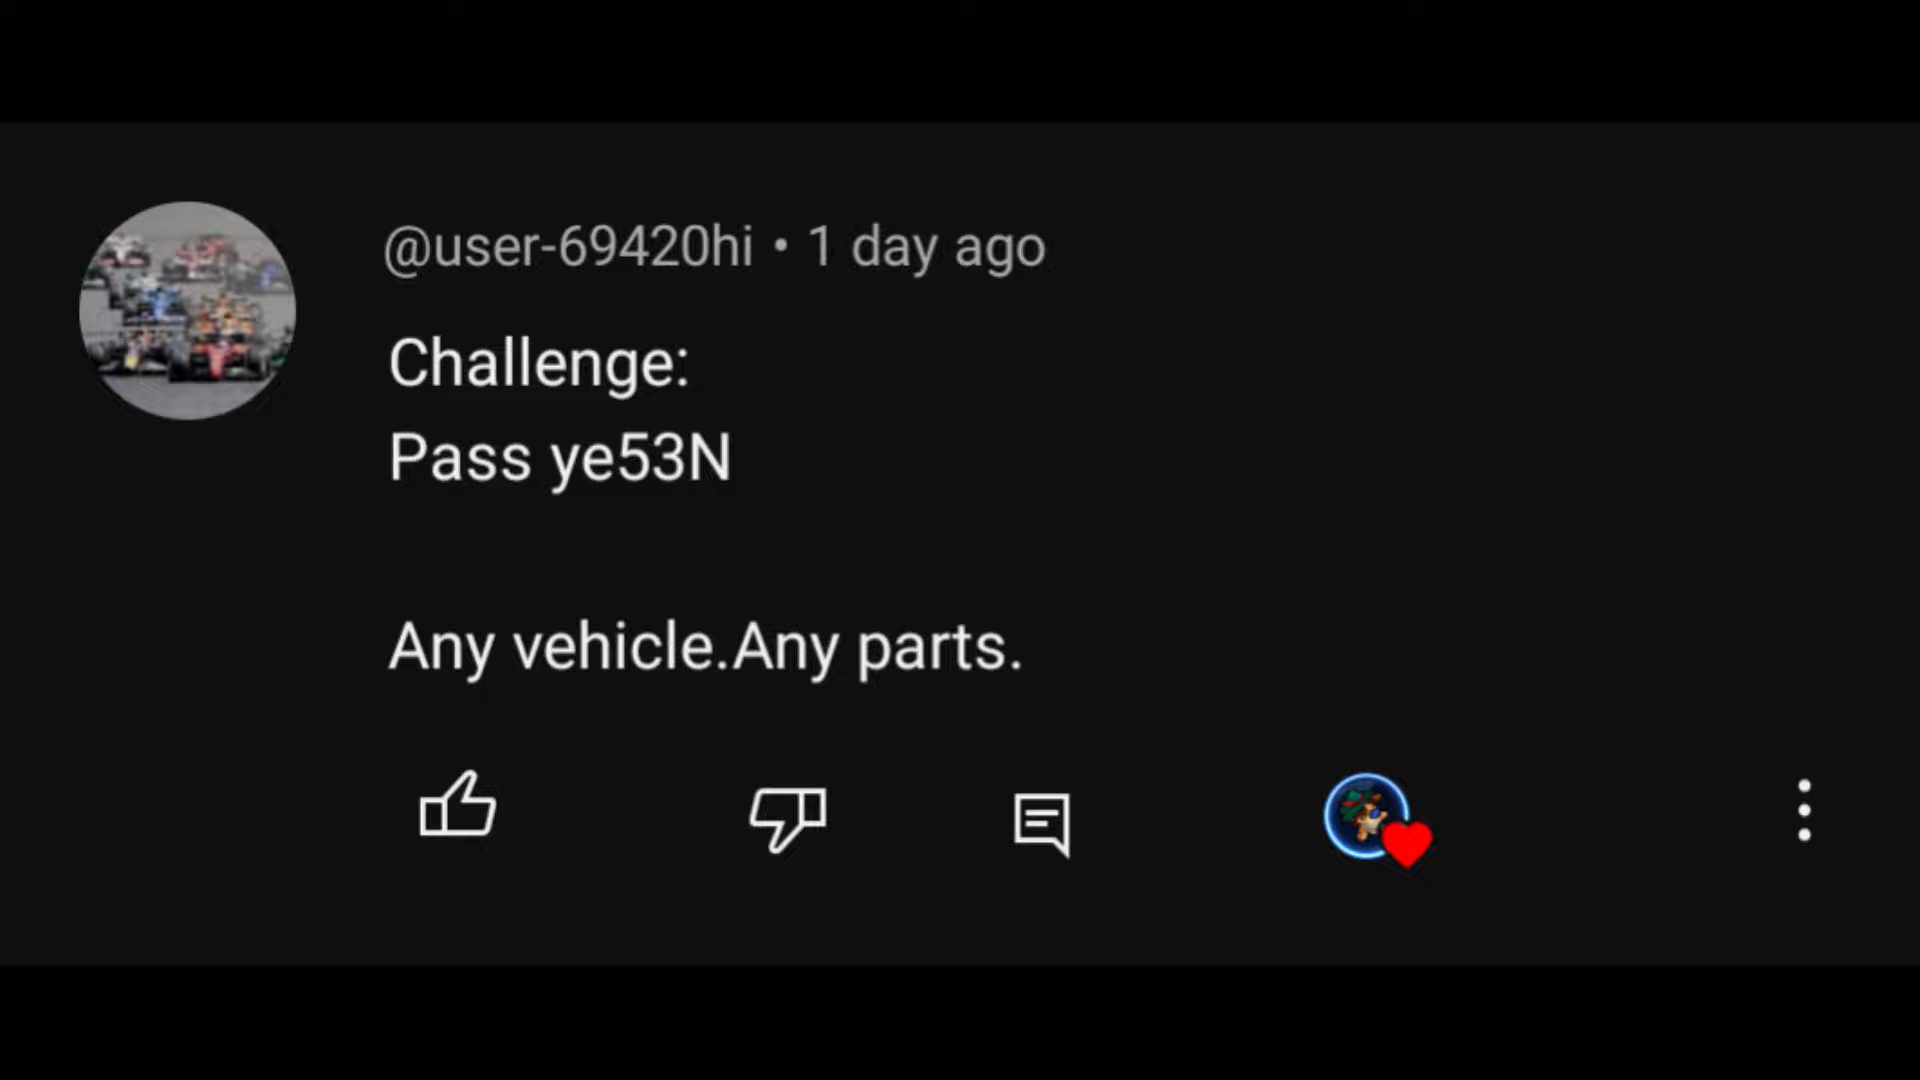 @user-69420hi • 1 day ago
Challenge:
Pass ye53N
Any vehicle.Any parts.